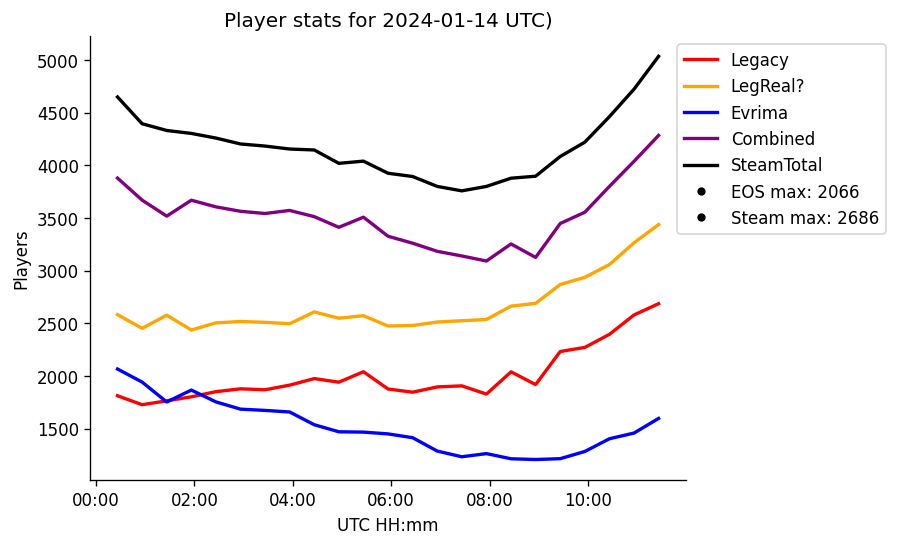 Player stats for 2024-01-14 UTC)
Players
5000
4500
4000
3500
3000
2500
2000
1500
00:00 02:00 04:00 06:00 08:00 10:00
UTC HH:mm
Legacy
LegReal?
Evrima
Combined
SteamTotal
EOS max: 2066
Steam max: 2686